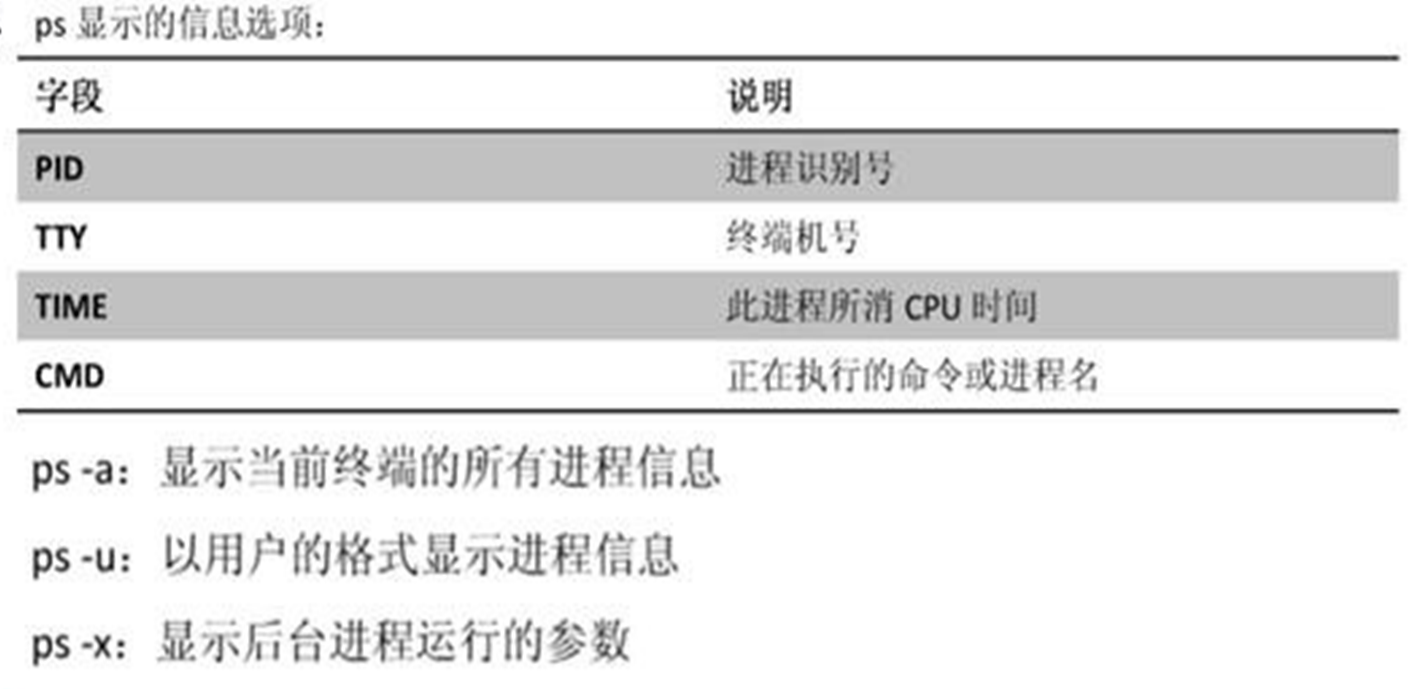 ps 显示的信息选项：
字段 说明
PID 进程识别号
TTY 终端机号
TIME 此进程所消 CPU 时间
CMD 正在执行的命令或进程名
ps -a：显示当前终端的所有进程信息
ps -u：以用户的格式显示进程信息
ps -x：显示后台进程运行的参数